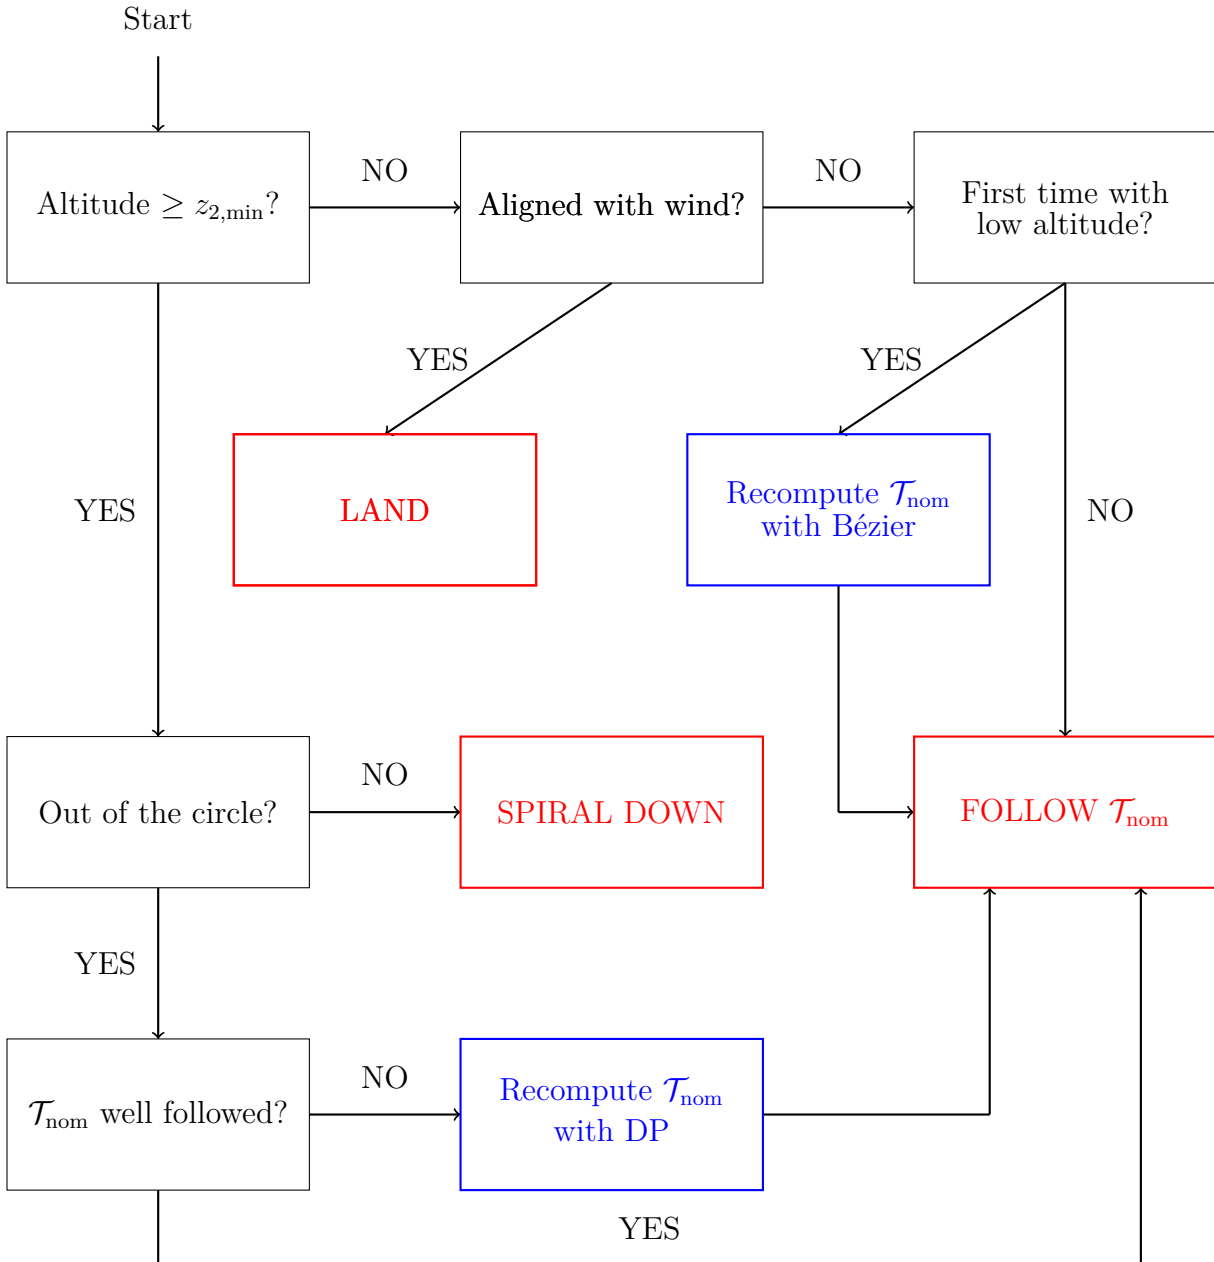 Start
Altitude ≥ z₂,min?
NO
Aligned with wind?
NO
First time with
low altitude?
YES
YES
YES
LAND
Recompute 𝒯nom
with Bézier
NO
Out of the circle?
NO
SPIRAL DOWN
FOLLOW 𝒯nom
YES
𝒯nom well followed?
NO
Recompute 𝒯nom
with DP
YES